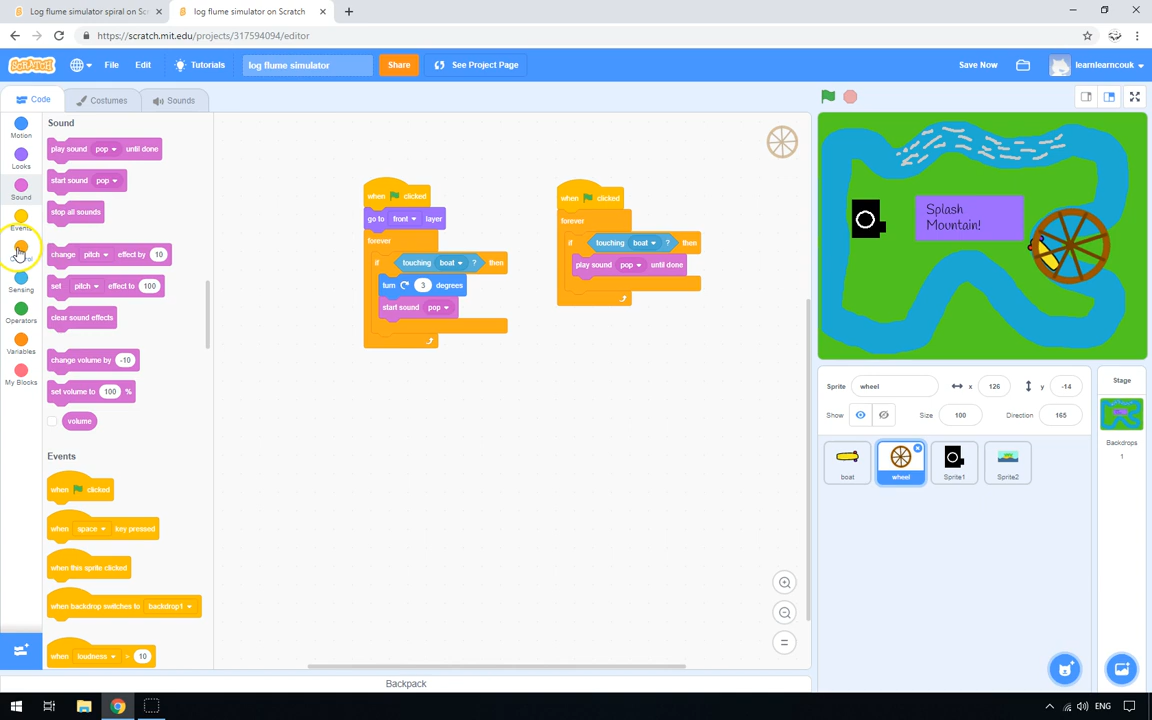 log flume simulator spiral on Sc
log flume simulator on Scratch
https://scratch.mit.edu/projects/317594094/editor
SCRATCH
File
Edit
Tutorials
log flume simulator
Share
See Project Page
Save Now
learnlearncouk
Code
Costumes
Sounds
Motion
Looks
Sound
Events
Sensing
Operators
Variables
My Blocks
Sound
play sound pop until done
start sound pop
stop all sounds
change pitch effect by 10
set pitch effect to 100
clear sound effects
change volume by -10
set volume to 100 %
volume
Events
when clicked
when space key pressed
when this sprite clicked
when backdrop switches to backdrop1
when loudness > 10
when clicked
go to front layer
forever
if touching boat ? then
turn 3 degrees
start sound pop
when clicked
forever
if touching boat ? then
play sound pop until done
Splash
Mountain!
Sprite wheel x 126 y -14
Show Size 100 Direction 165
boat
wheel
Sprite1
Sprite2
Stage
Backdrops
1
Backpack
ENG